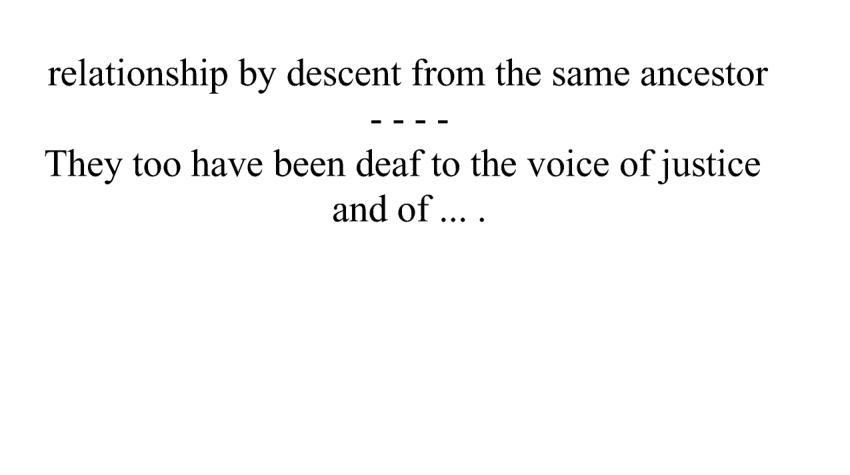 relationship by descent from the same ancestor
- - - -
They too have been deaf to the voice of justice
and of ... .